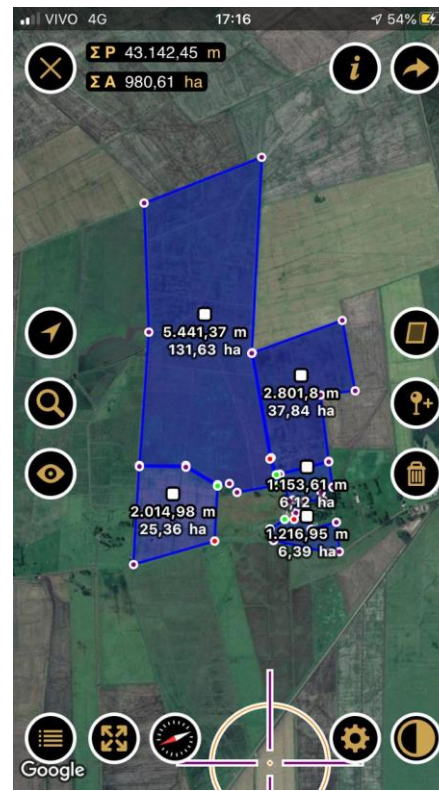 VIVO 4G 17:16 54%
Σ P 43.142,45 m
Σ A 980,61 ha
i
5.441,37 m
131,63 ha
2.801,8 m
37,84 ha
1.153,61 m
6,12 ha
2.014,98 m
25,36 ha
1.216,95 m
6,39 ha
Google